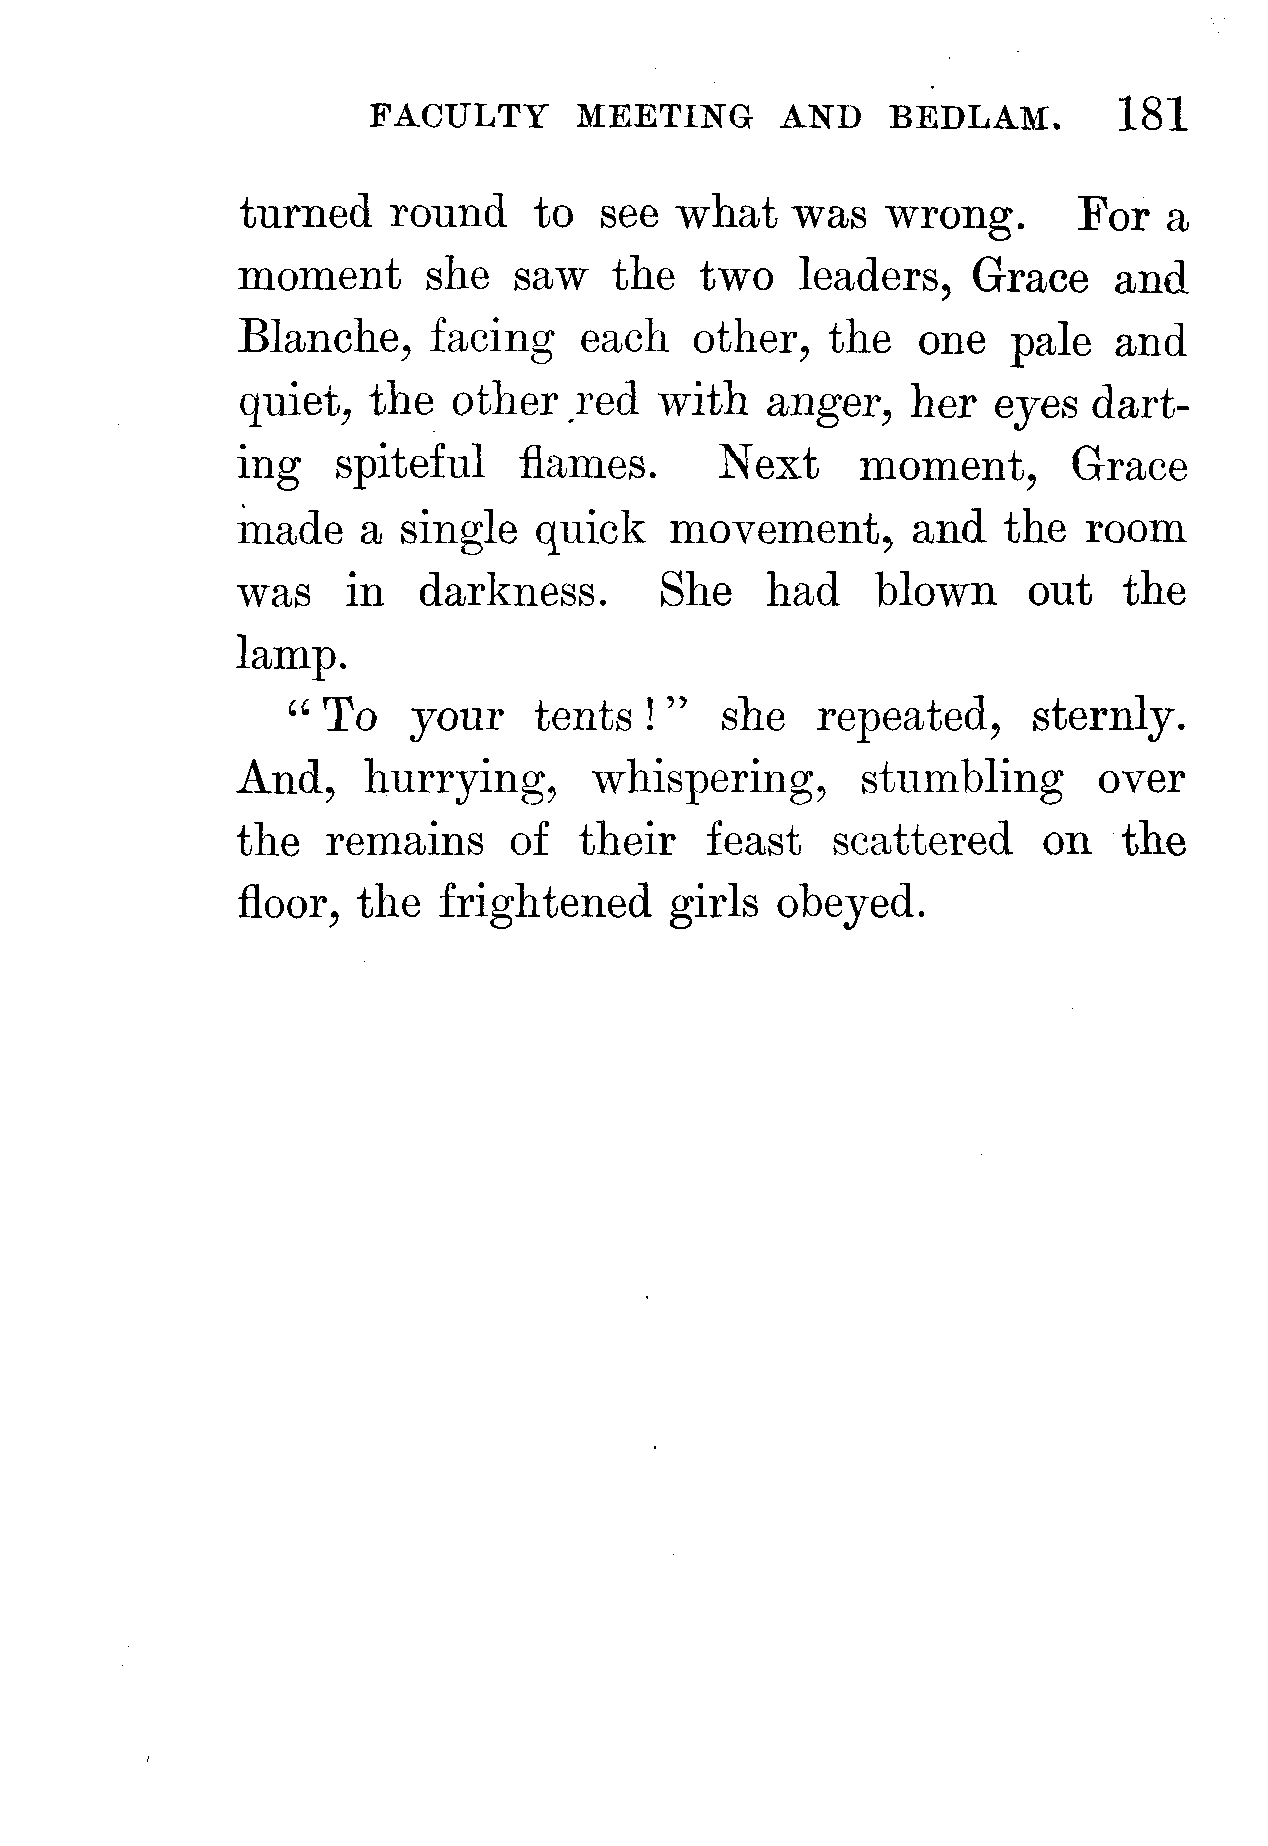 FACULTY MEETING AND BEDLAM. 181
turned round to see what was wrong. For a
moment she saw the two leaders, Grace and
Blanche, facing each other, the one pale and
quiet, the other red with anger, her eyes dart-
ing spiteful flames. Next moment, Grace
made a single quick movement, and the room
was in darkness. She had blown out the
lamp.
“To your tents!” she repeated, sternly.
And, hurrying, whispering, stumbling over
the remains of their feast scattered on the
floor, the frightened girls obeyed.